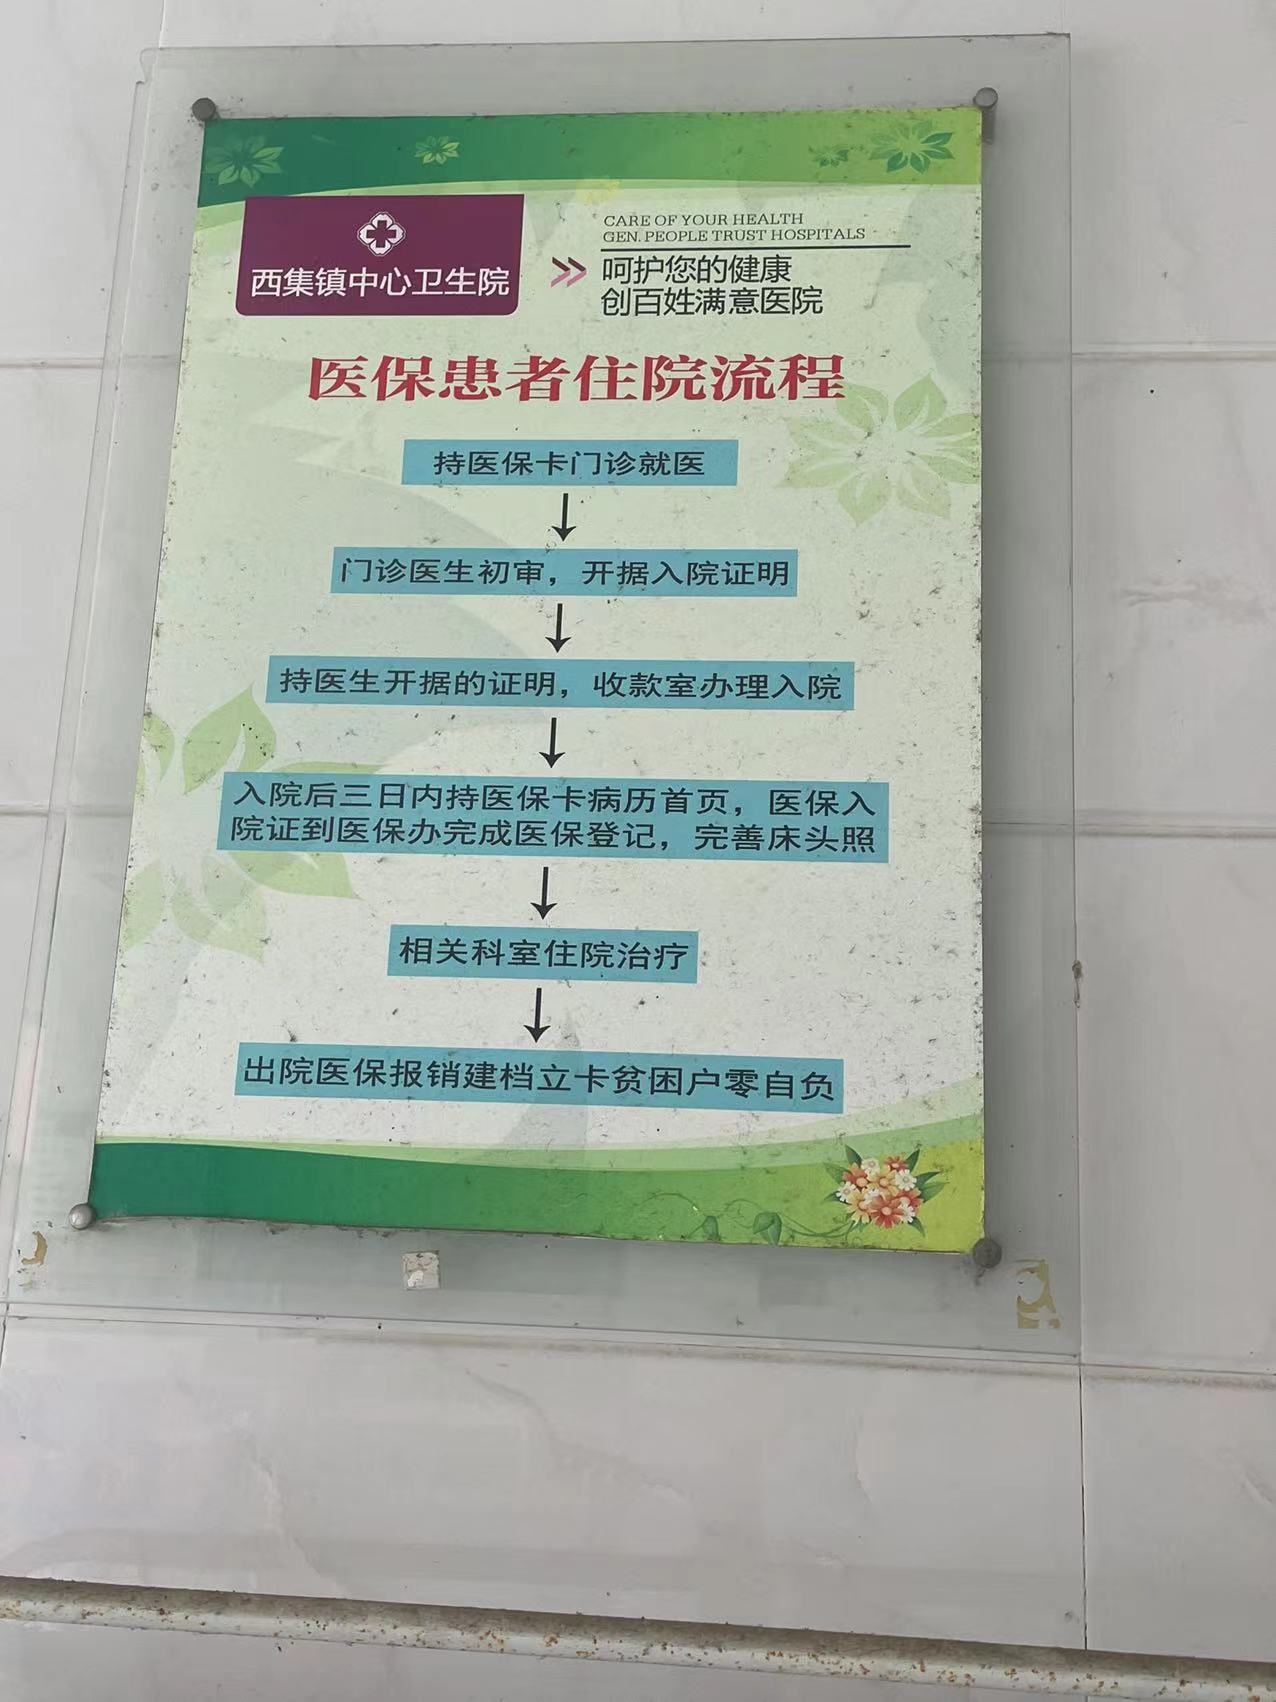 西集镇中心卫生院
CARE OF YOUR HEALTH
GEN. PEOPLE TRUST HOSPITALS
呵护您的健康
创百姓满意医院
医保患者住院流程
持医保卡门诊就医
门诊医生初审，开据入院证明
持医生开据的证明，收款室办理入院
入院后三日内持医保卡病历首页，医保入
院证到医保办完成医保登记，完善床头照
相关科室住院治疗
出院医保报销建档立卡贫困户零自负